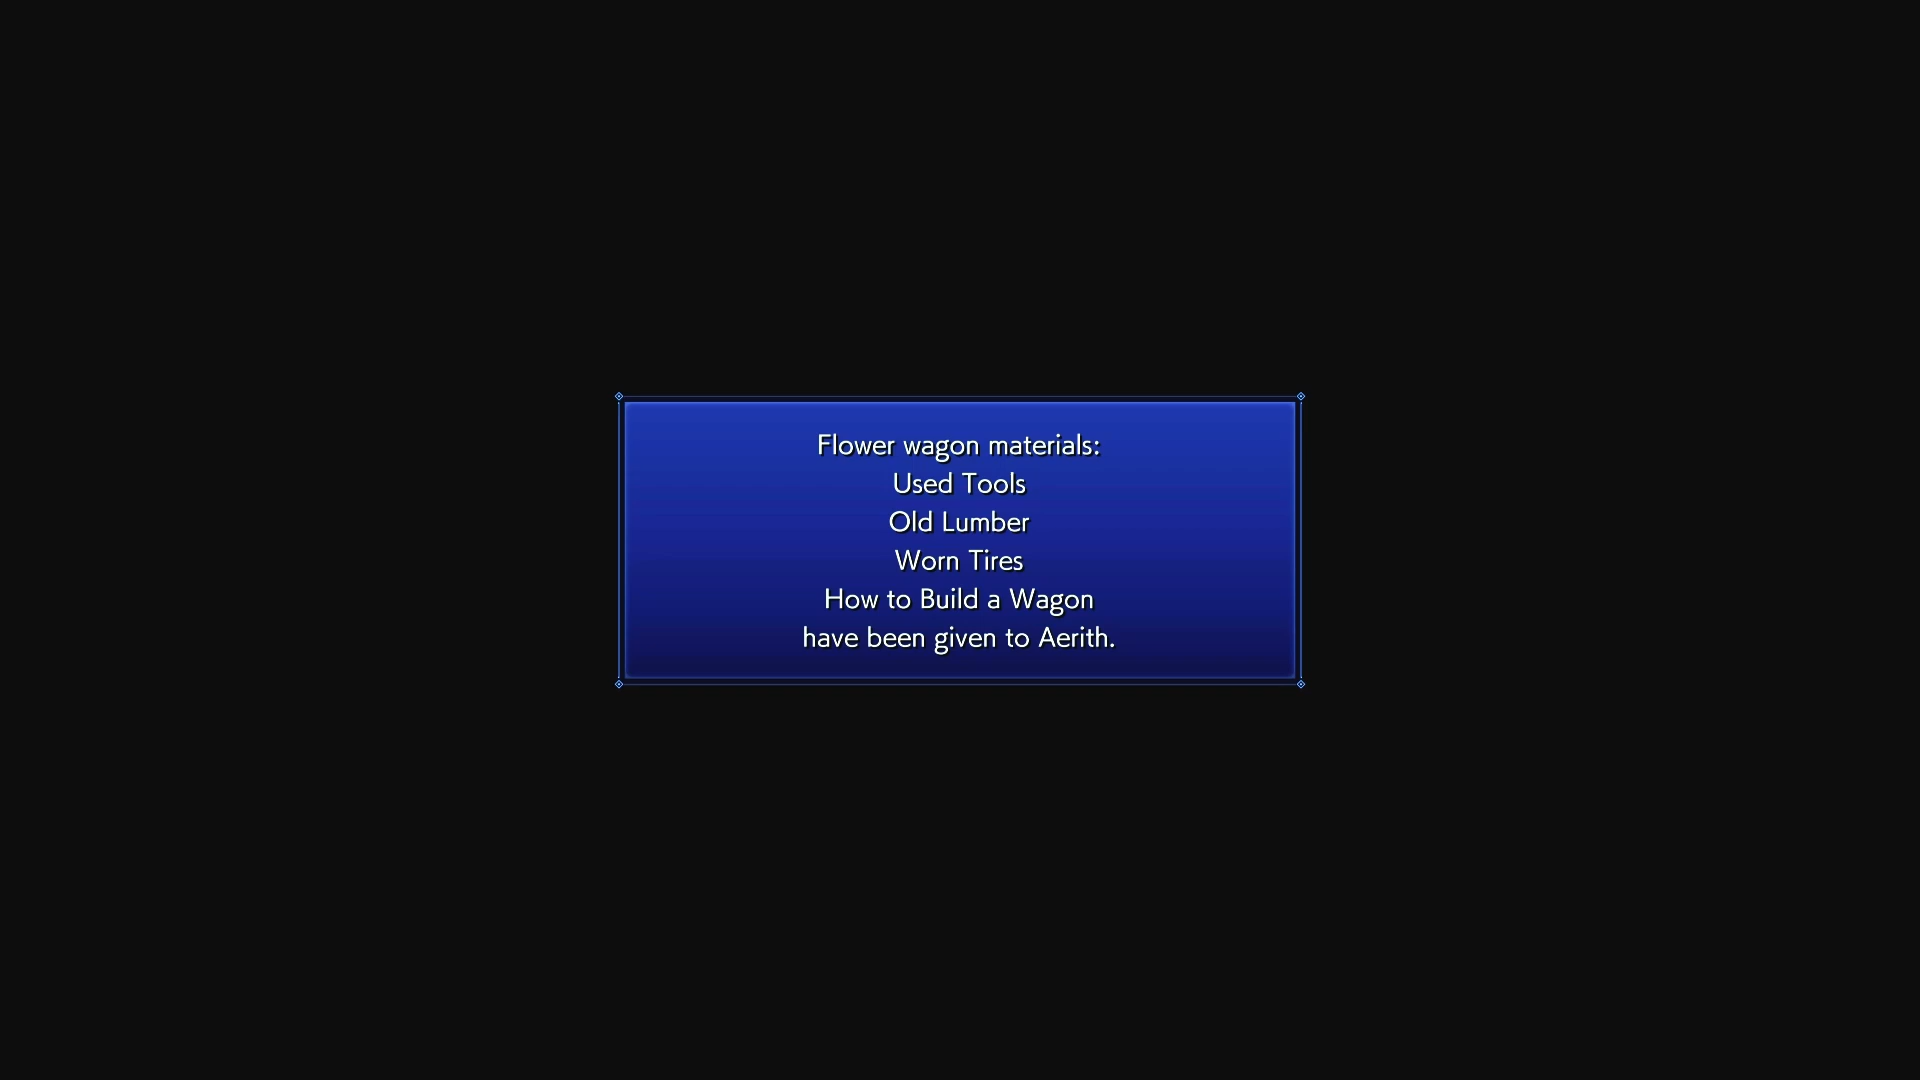 Flower wagon materials:
Used Tools
Old Lumber
Worn Tires
How to Build a Wagon
have been given to Aerith.